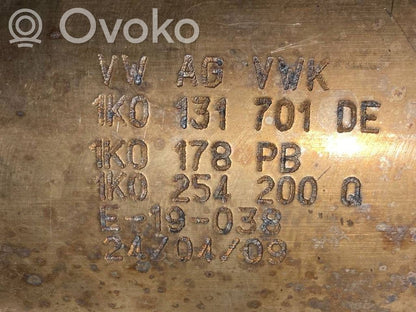 Ovoko
VW AG VWK
1K0 131 701 DE
1K0 178 PB
1K0 254 200 Q
E-19-038
24/04/09